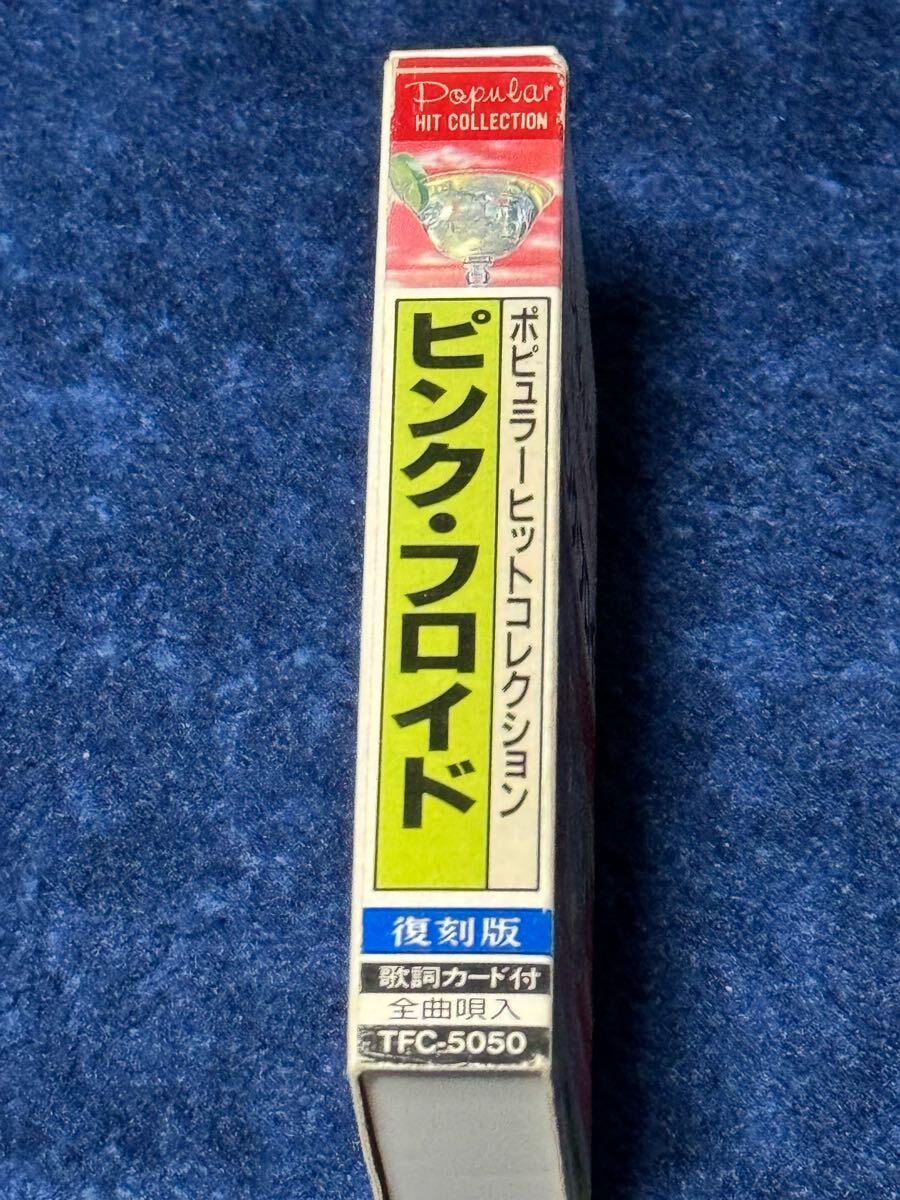 Popular
HIT COLLECTION
ポピュラーヒットコレクション
ピンク・フロイド
復刻版
歌詞カード付
全曲唄入
TFC-5050